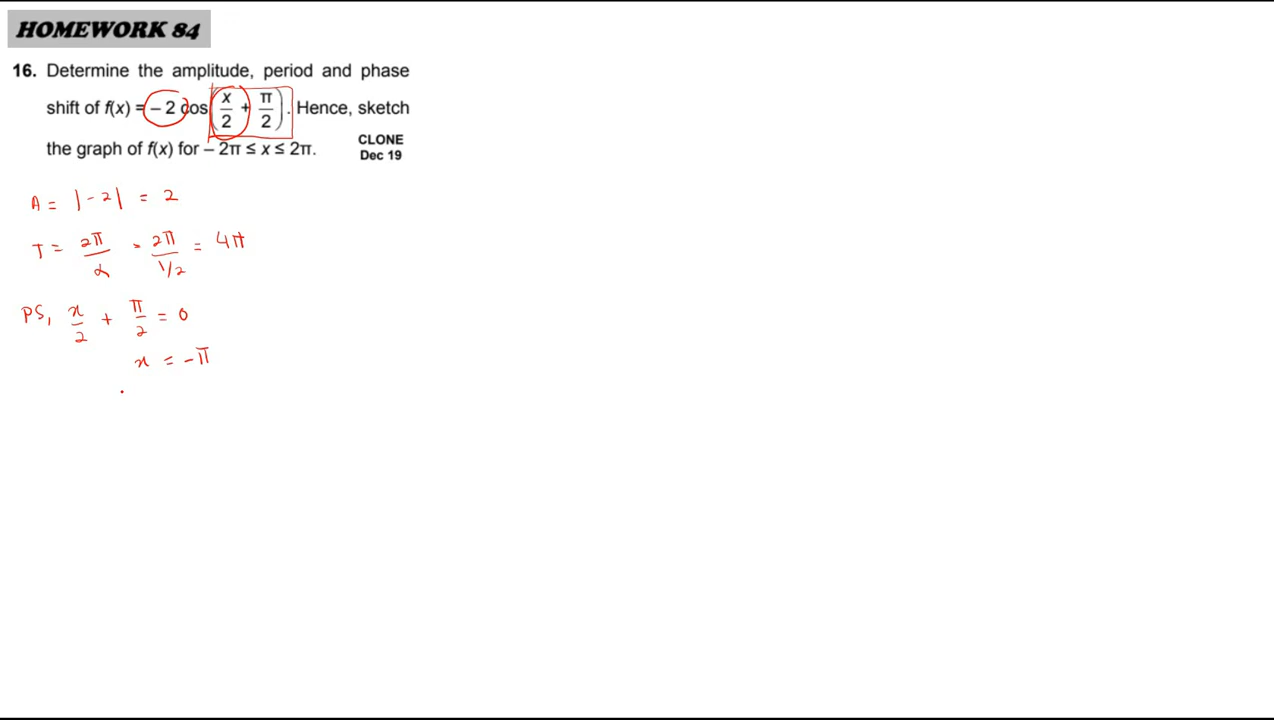 HOMEWORK 84
16. Determine the amplitude, period and phase
shift of f(x) = – 2 cos(x/2 + π/2). Hence, sketch
the graph of f(x) for – 2π ≤ x ≤ 2π.
CLONE
Dec 19
A = |-2| = 2
T = 2π/α = 2π/1/2 = 4π
PS, x/2 + π/2 = 0
x = -π